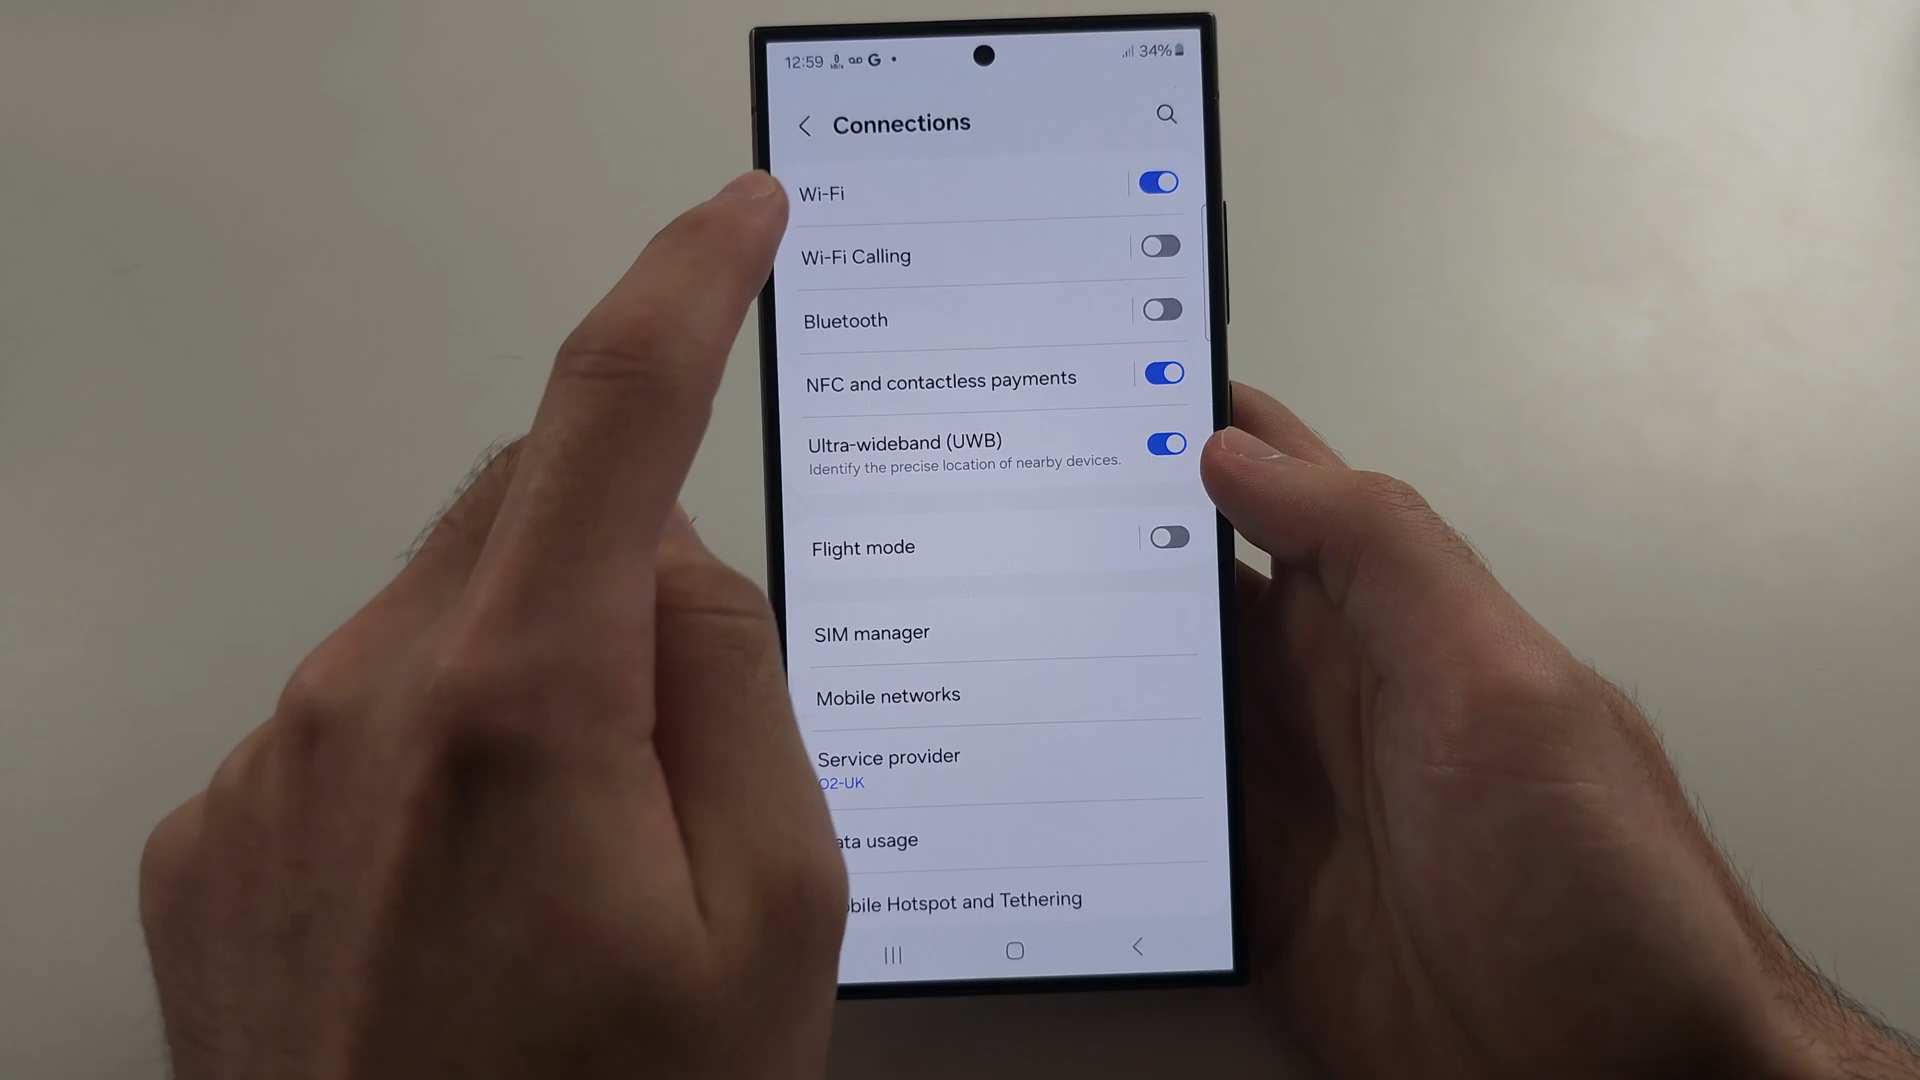 12:59 G 34%
Connections
Wi-Fi
Wi-Fi Calling
Bluetooth
NFC and contactless payments
Ultra-wideband (UWB)
Identify the precise location of nearby devices.
Flight mode
SIM manager
Mobile networks
Service provider
O2-UK
ata usage
bile Hotspot and Tethering